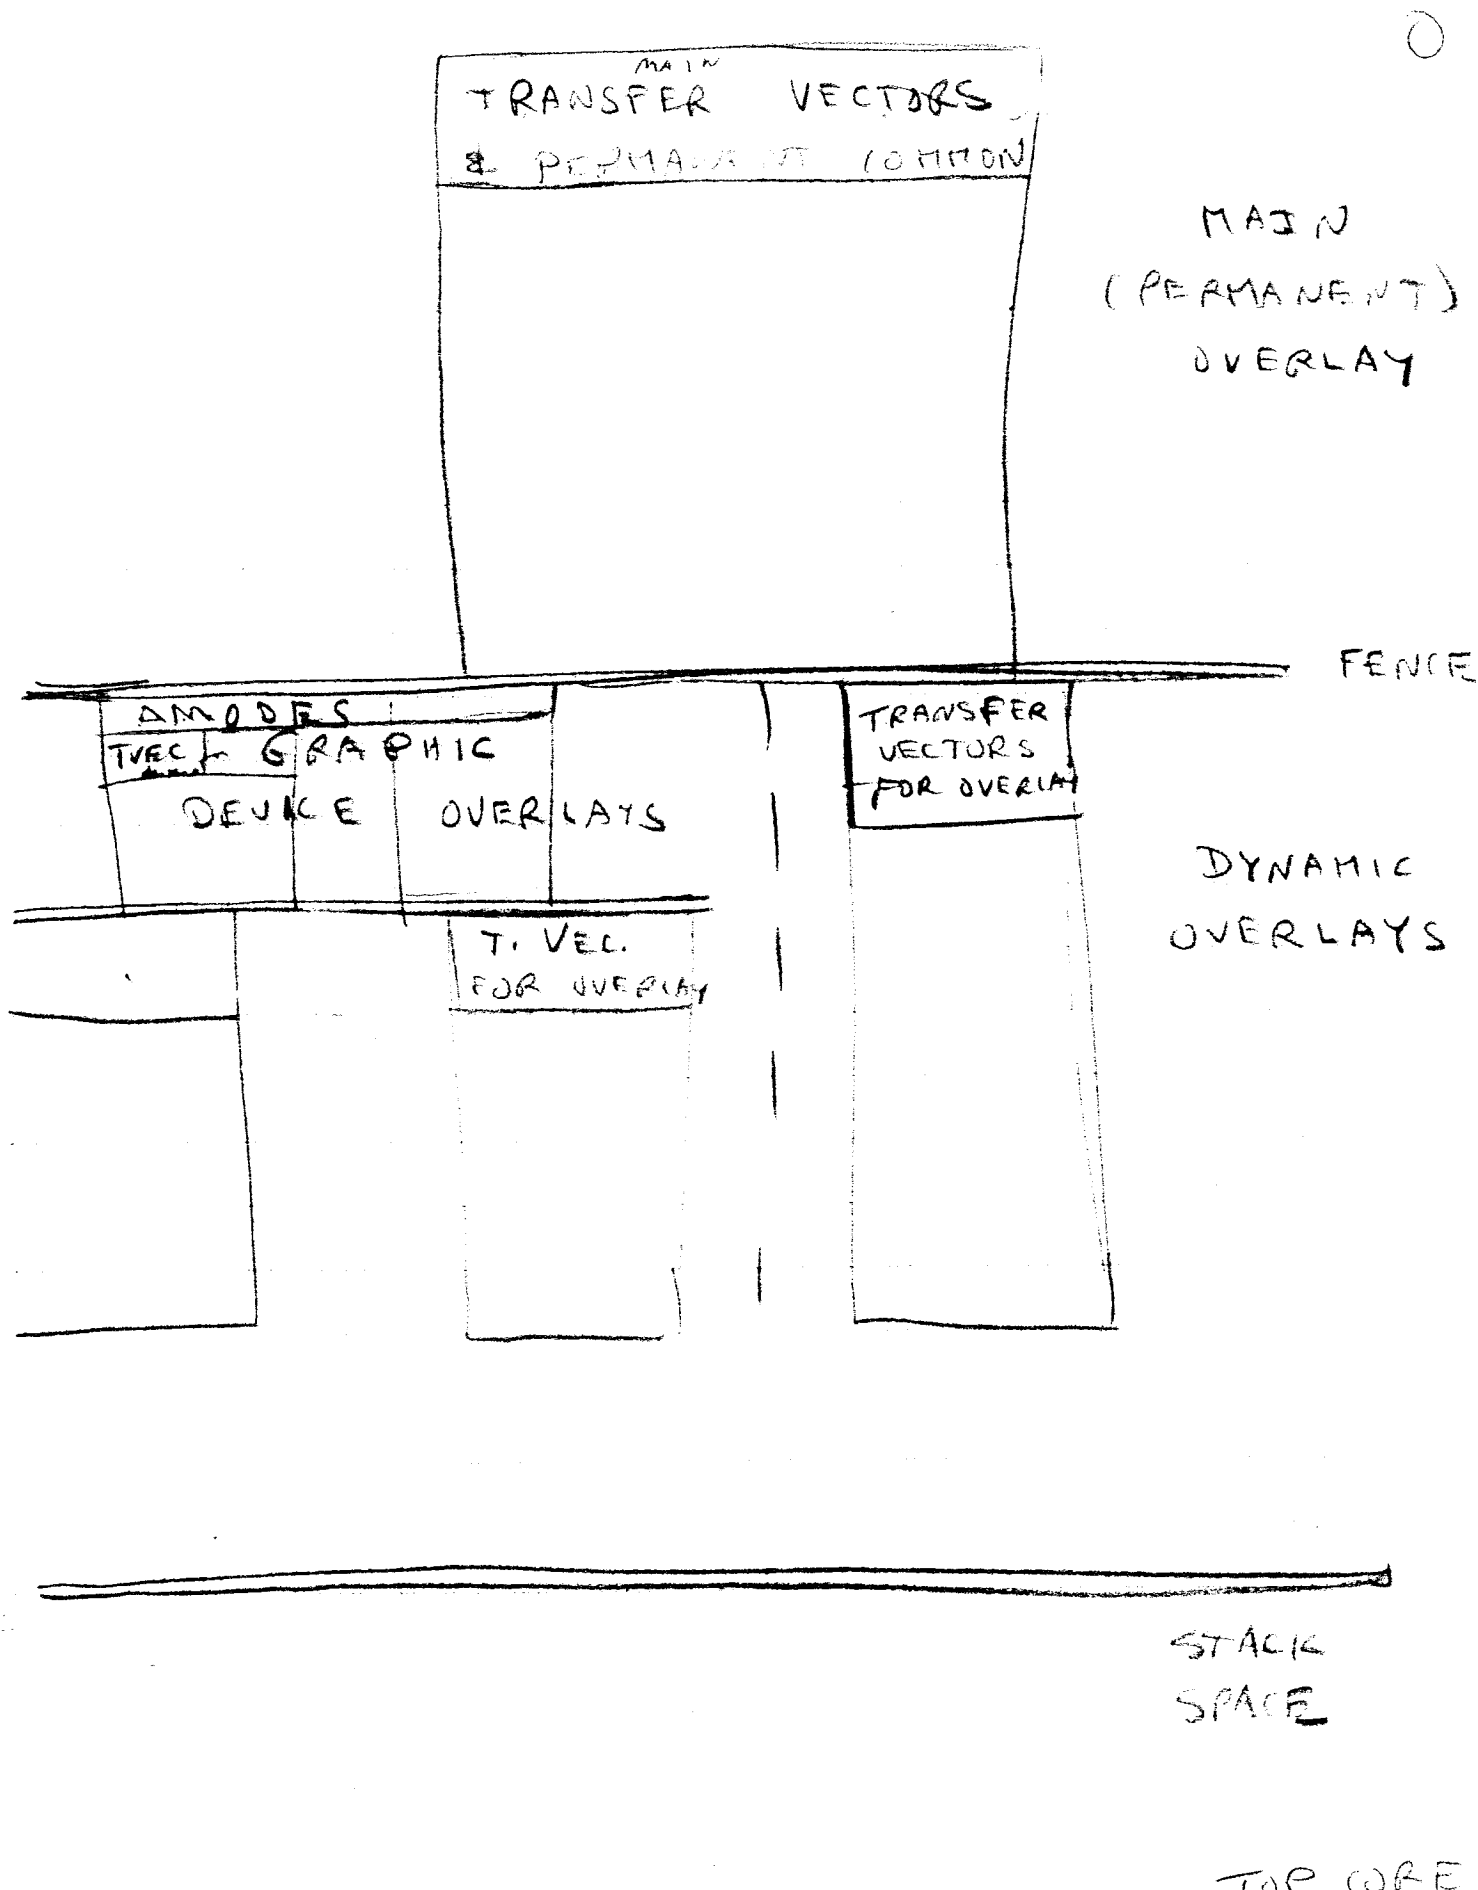 MAIN
TRANSFER VECTORS
& PERMANANT COMMON
MAIN
(PERMANENT)
OVERLAY
FENCE
AMODES
TVEC GRAPHIC
DEVICE OVERLAYS
TRANSFER
VECTORS
FOR OVERLAY
T. VEC.
FOR OVERLAY
DYNAMIC
OVERLAYS
STACK
SPACE
TOP CORE